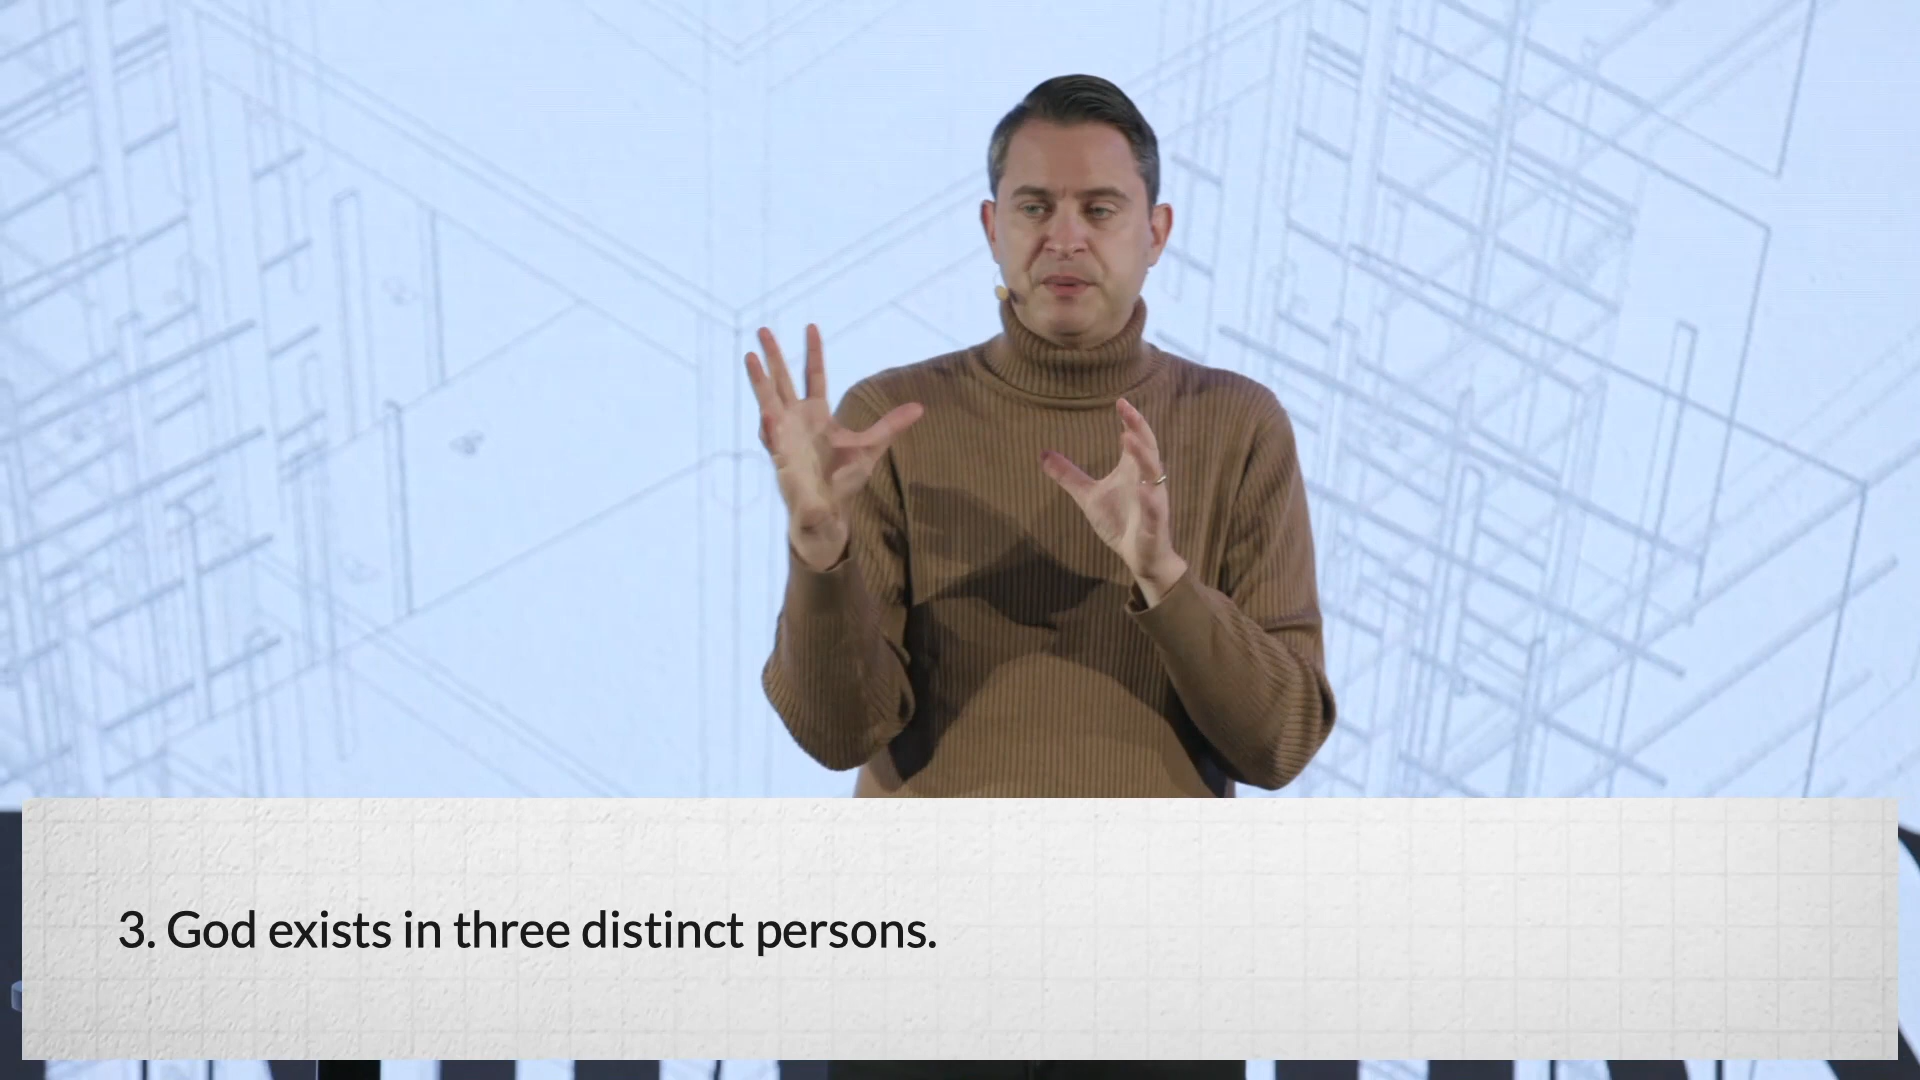 3. God exists in three distinct persons.